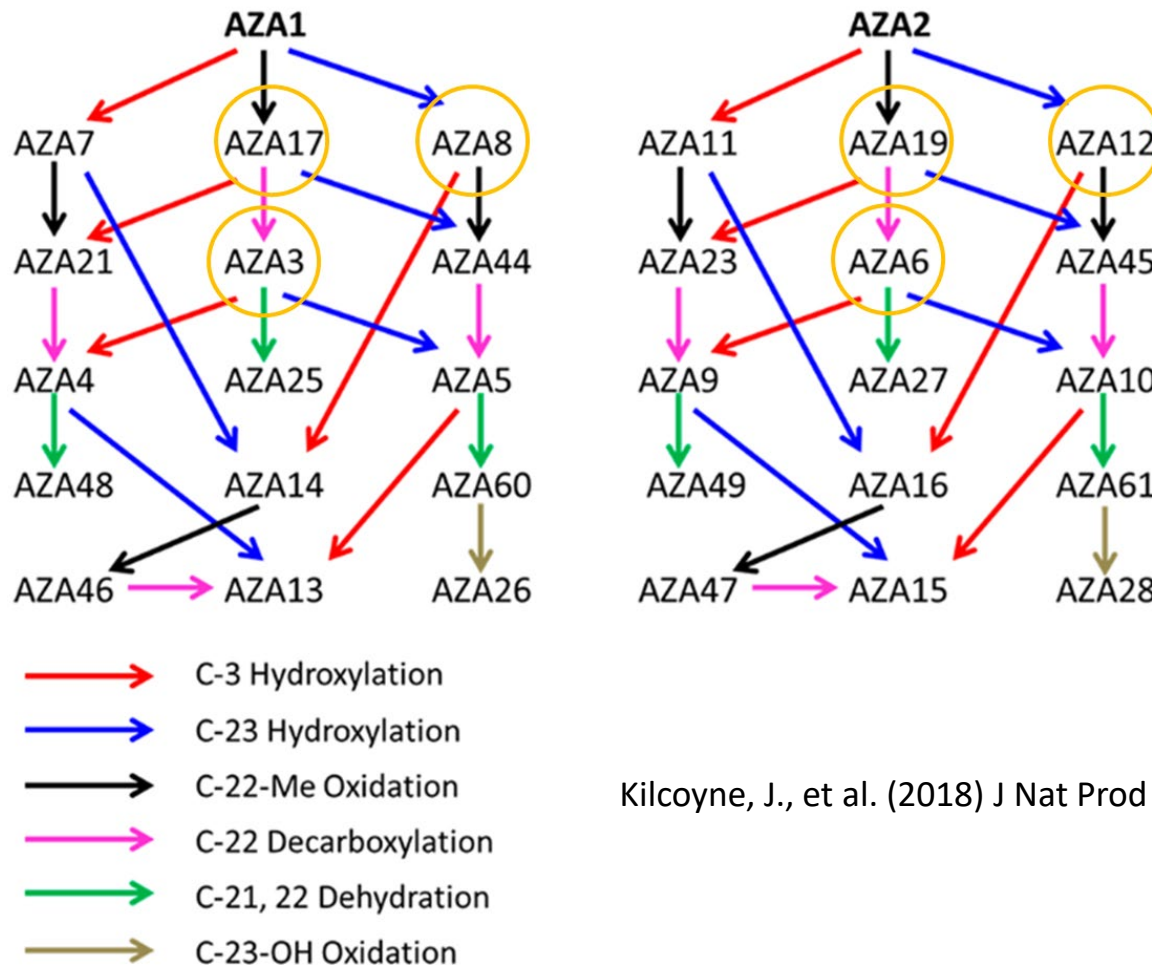 AZA1 AZA2
AZA7 AZA17 AZA8 AZA11 AZA19 AZA12
AZA21 AZA3 AZA44 AZA23 AZA6 AZA45
AZA4 AZA25 AZA5 AZA9 AZA27 AZA10
AZA48 AZA14 AZA60 AZA49 AZA16 AZA61
AZA46 AZA13 AZA26 AZA47 AZA15 AZA28
C-3 Hydroxylation
C-23 Hydroxylation
C-22-Me Oxidation
Kilcoyne, J., et al. (2018) J Nat Prod
C-22 Decarboxylation
C-21, 22 Dehydration
C-23-OH Oxidation